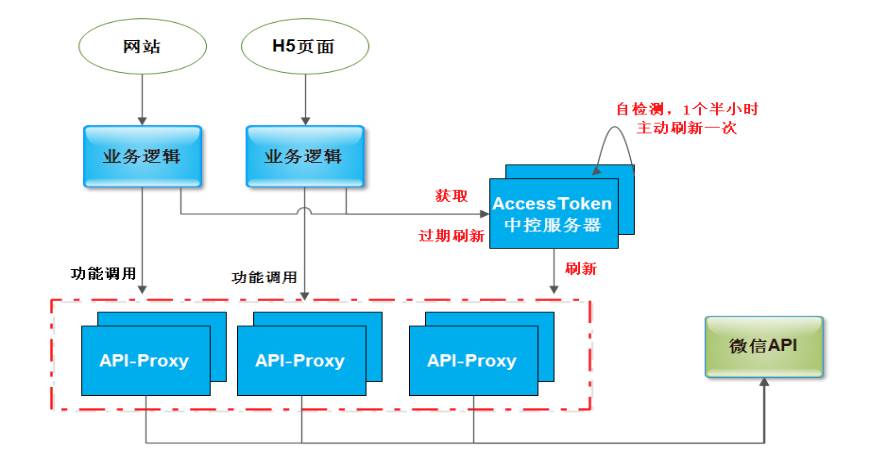 网站
H5页面
自检测，1个半小时
主动刷新一次
业务逻辑
业务逻辑
获取
AccessToken
中控服务器
过期刷新
功能调用
功能调用
刷新
API-Proxy
API-Proxy
API-Proxy
微信API